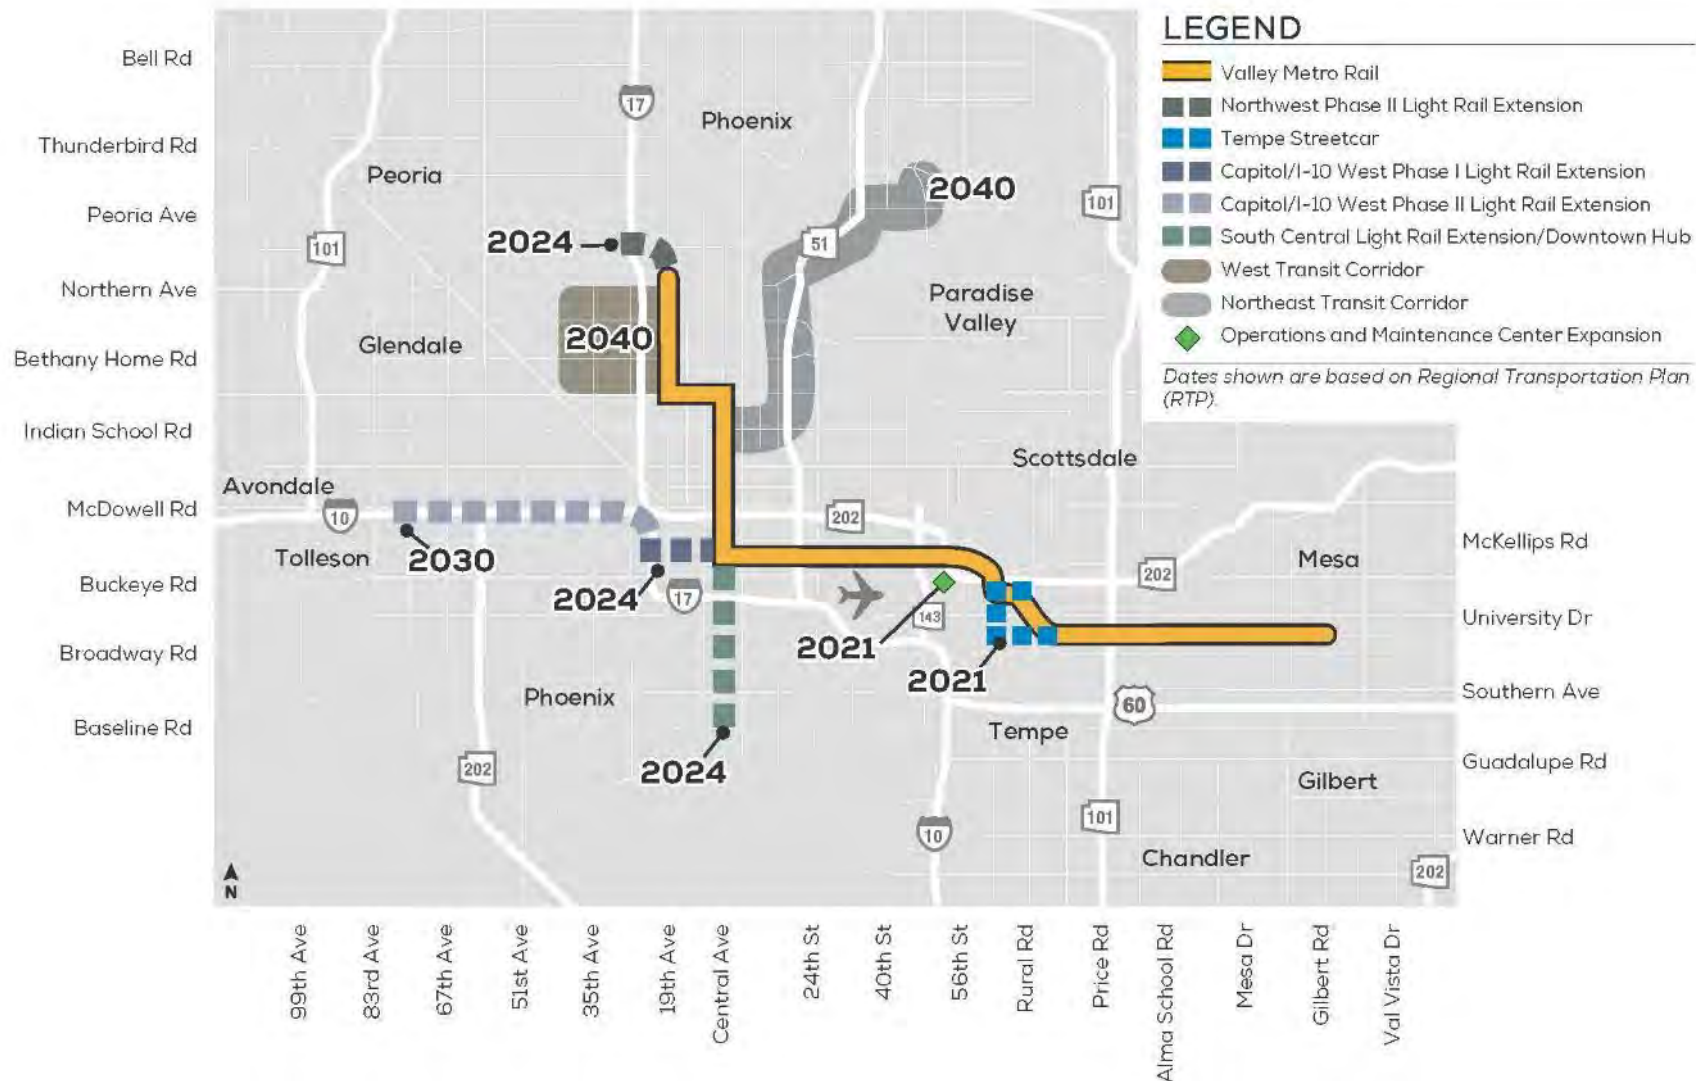 LEGEND
Valley Metro Rail
Northwest Phase II Light Rail Extension
Tempe Streetcar
Capitol/I-10 West Phase I Light Rail Extension
Capitol/I-10 West Phase II Light Rail Extension
South Central Light Rail Extension/Downtown Hub
West Transit Corridor
Northeast Transit Corridor
Operations and Maintenance Center Expansion
Dates shown are based on Regional Transportation Plan
(RTP).
Bell Rd
Thunderbird Rd
Peoria Ave
Northern Ave
Bethany Home Rd
Indian School Rd
McDowell Rd
Buckeye Rd
Broadway Rd
Baseline Rd
17
Phoenix
Peoria
2040
101
101
2024
51
Paradise
Valley
2040
Glendale
Scottsdale
Avondale
10
202
Tolleson
2030
Mesa
202
2024
17
143
2021
2021
Phoenix
60
Tempe
2024
202
Gilbert
101
10
Chandler
202
N
McKellips Rd
University Dr
Southern Ave
Guadalupe Rd
Warner Rd
99th Ave
83rd Ave
67th Ave
51st Ave
35th Ave
19th Ave
Central Ave
24th St
40th St
56th St
Rural Rd
Price Rd
Alma School Rd
Mesa Dr
Gilbert Rd
Val Vista Dr